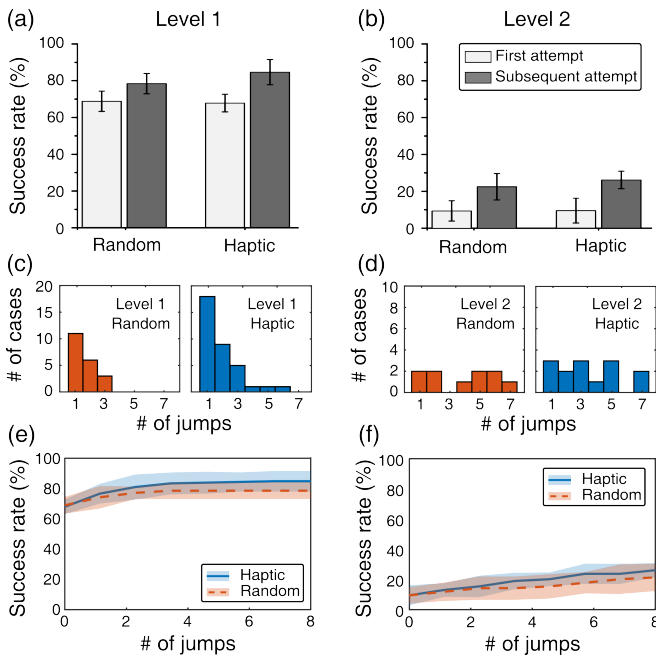 (a) Level 1
Success rate (%)
100
80
60
40
20
0
Random Haptic
(b) Level 2
Success rate (%)
100
80
60
40
20
0
First attempt
Subsequent attempt
Random Haptic
(c)
# of cases
20
15
10
5
0
Level 1
Random
Level 1
Haptic
1 3 5 7 1 3 5 7
# of jumps
(d)
# of cases
10
8
6
4
2
0
Level 2
Random
Level 2
Haptic
1 3 5 7 1 3 5 7
# of jumps
(e)
Success rate (%)
100
80
60
40
20
0
Haptic
Random
0 2 4 6 8
# of jumps
(f)
Success rate (%)
100
80
60
40
20
0
Haptic
Random
0 2 4 6 8
# of jumps